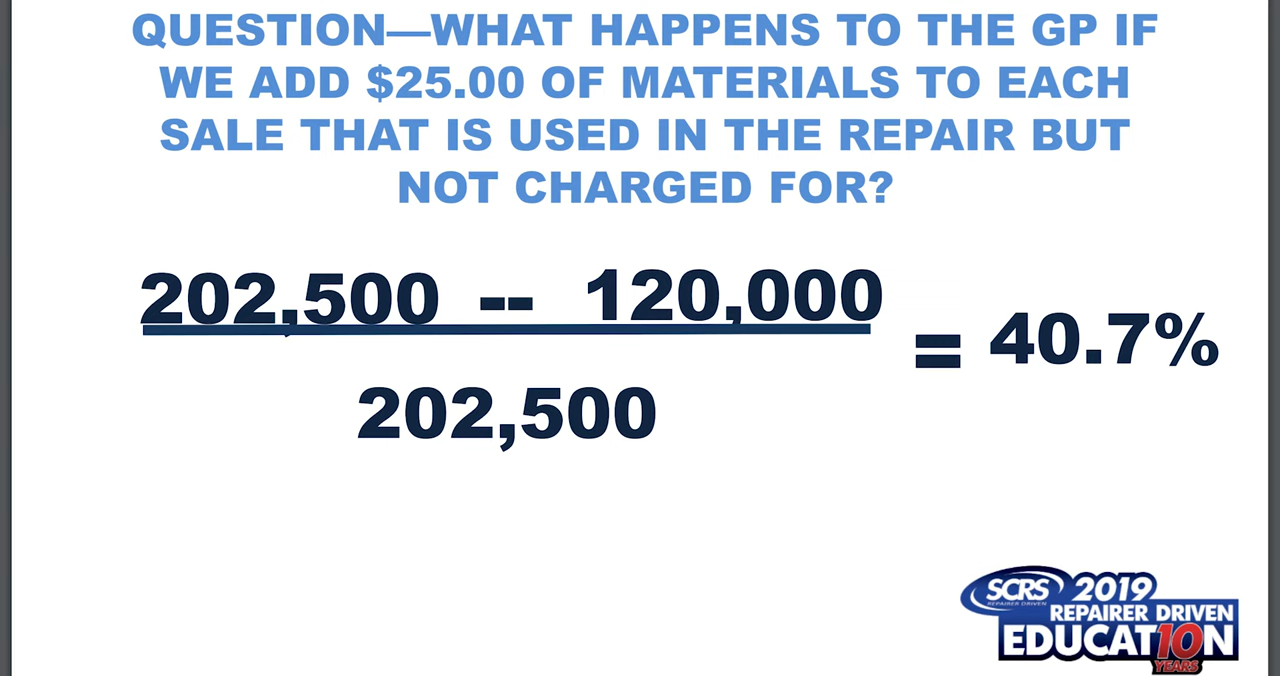 QUESTION—WHAT HAPPENS TO THE GP IF
WE ADD $25.00 OF MATERIALS TO EACH
SALE THAT IS USED IN THE REPAIR BUT
NOT CHARGED FOR?
202,500 -- 120,000
= 40.7%
202,500
SCRS 2019
REPAIRER DRIVEN
REPAIRER DRIVEN
EDUCAT10N
YEARS